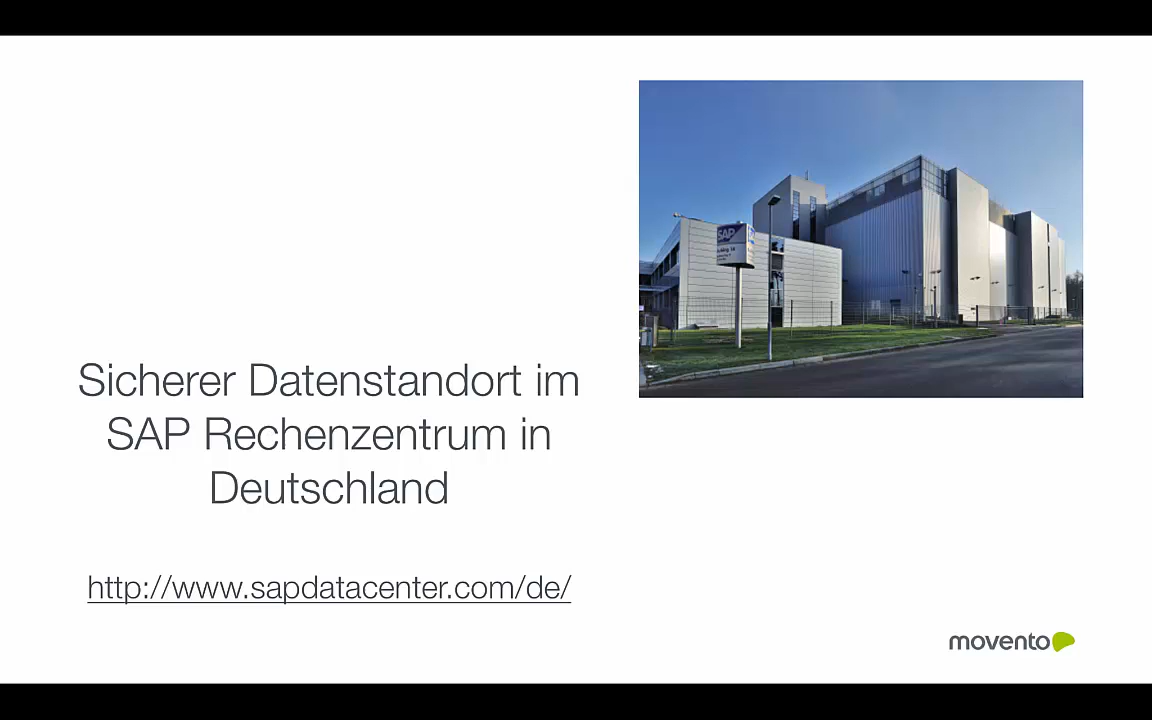 Sicherer Datenstandort im
SAP Rechenzentrum in
Deutschland
http://www.sapdatacenter.com/de/
SAP
movento